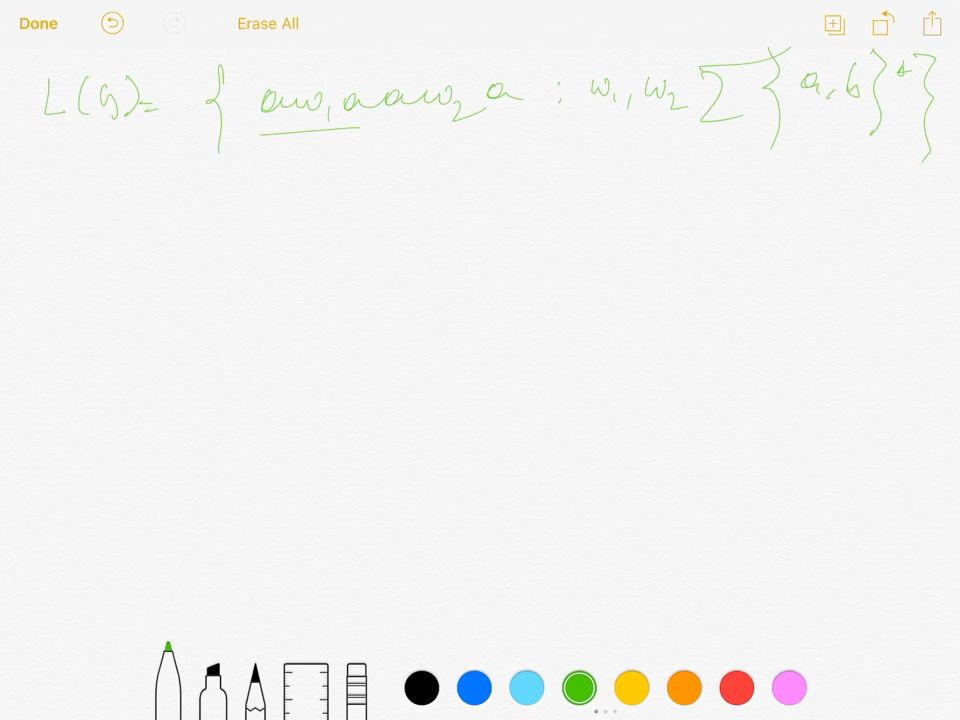 Done Erase All
L(G)= { aw₁aaw₂a : w₁,w₂ ∑ {a,b}* }